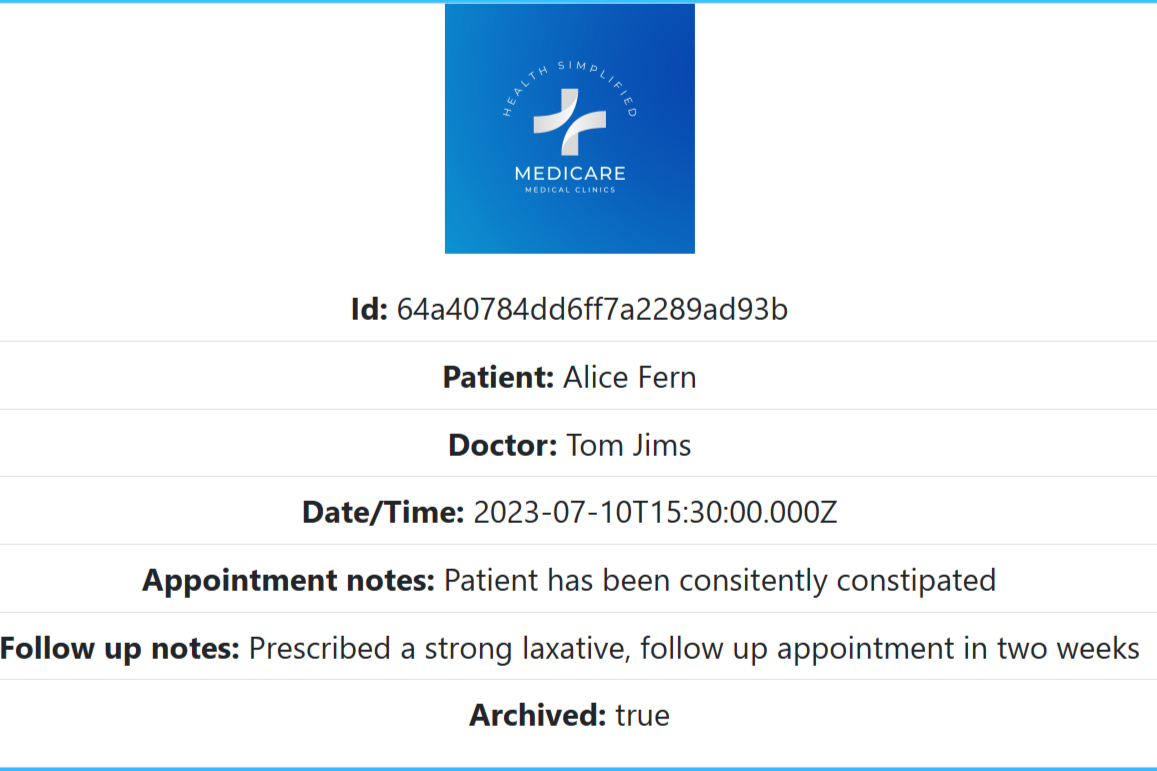 HEALTH SIMPLIFIED
MEDICARE
MEDICAL CLINICS
Id: 64a40784dd6ff7a2289ad93b
Patient: Alice Fern
Doctor: Tom Jims
Date/Time: 2023-07-10T15:30:00.000Z
Appointment notes: Patient has been consitently constipated
Follow up notes: Prescribed a strong laxative, follow up appointment in two weeks
Archived: true